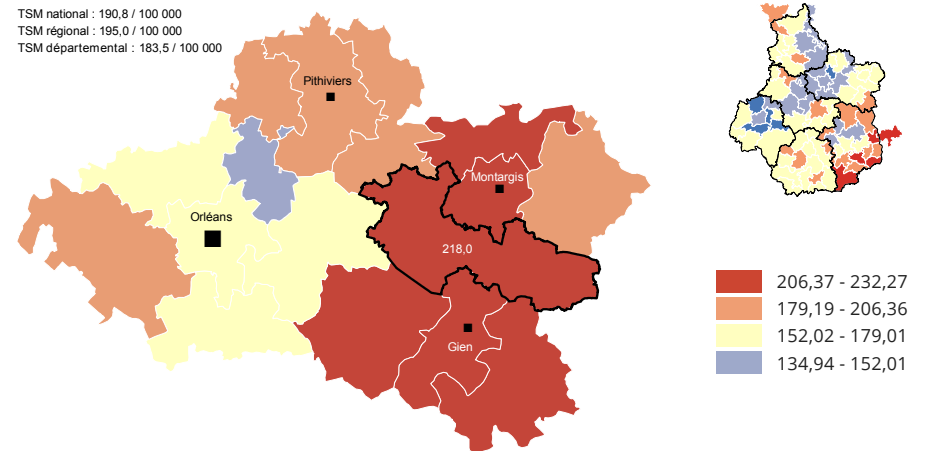 TSM national : 190,8 / 100 000
TSM régional : 195,0 / 100 000
TSM départemental : 183,5 / 100 000
Pithiviers
Montargis
Orléans
218,0
Gien
206,37 - 232,27
179,19 - 206,36
152,02 - 179,01
134,94 - 152,01